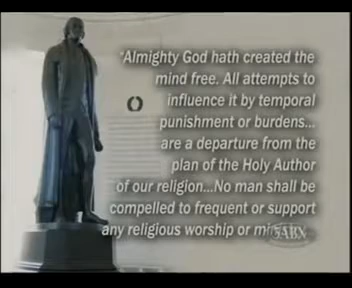 "Almighty God hath created the
mind free. All attempts to
influence it by temporal
punishment or burdens...
are a departure from the
plan of the Holy Author
of our religion...No man shall be
compelled to frequent or support
any religious worship or